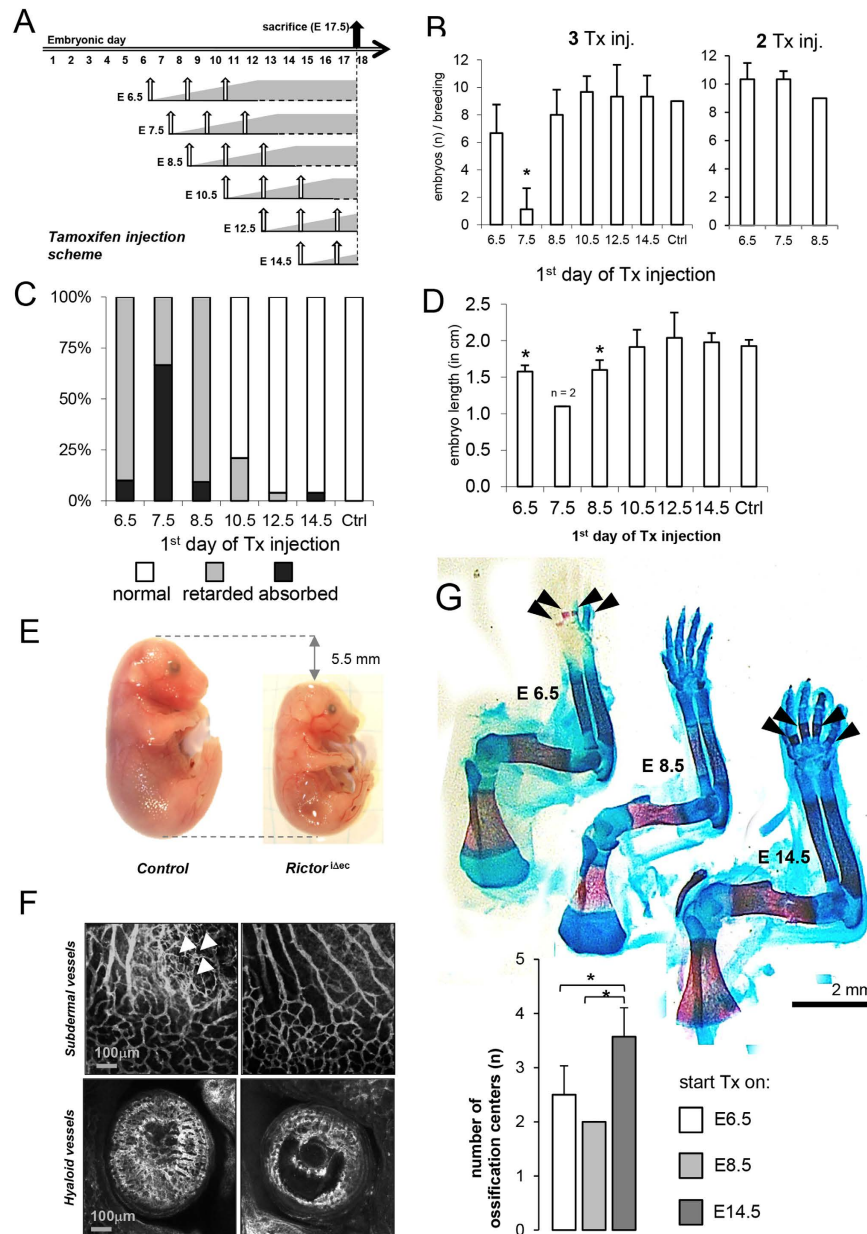 A
sacrifice (E 17.5)
Embryonic day
1 2 3 4 5 6 7 8 9 10 11 12 13 14 15 16 17 18
E 6.5
E 7.5
E 8.5
E 10.5
E 12.5
E 14.5
Tamoxifen injection
scheme
B
3 Tx inj.
2 Tx inj.
embryos (n) / breeding
12
10
8
6
4
2
0
*
6.5 7.5 8.5 10.5 12.5 14.5 Ctrl
12
10
8
6
4
2
0
6.5 7.5 8.5
1st day of Tx injection
C
100%
75%
50%
25%
0%
6.5 7.5 8.5 10.5 12.5 14.5 Ctrl
1st day of Tx injection
normal retarded absorbed
D
embryo length (in cm)
2.5
2.0
1.5
1.0
0.5
0.0
*
n = 2
*
6.5 7.5 8.5 10.5 12.5 14.5 Ctrl
1st day of Tx injection
E
5.5 mm
Control
Rictor iΔec
F
Subdermal vessels
100μm
Hyaloid vessels
100μm
G
E 6.5
E 8.5
E 14.5
2 mm
number of
ossification centers (n)
5
4
3
2
1
0
*
*
start Tx on:
E6.5
E8.5
E14.5